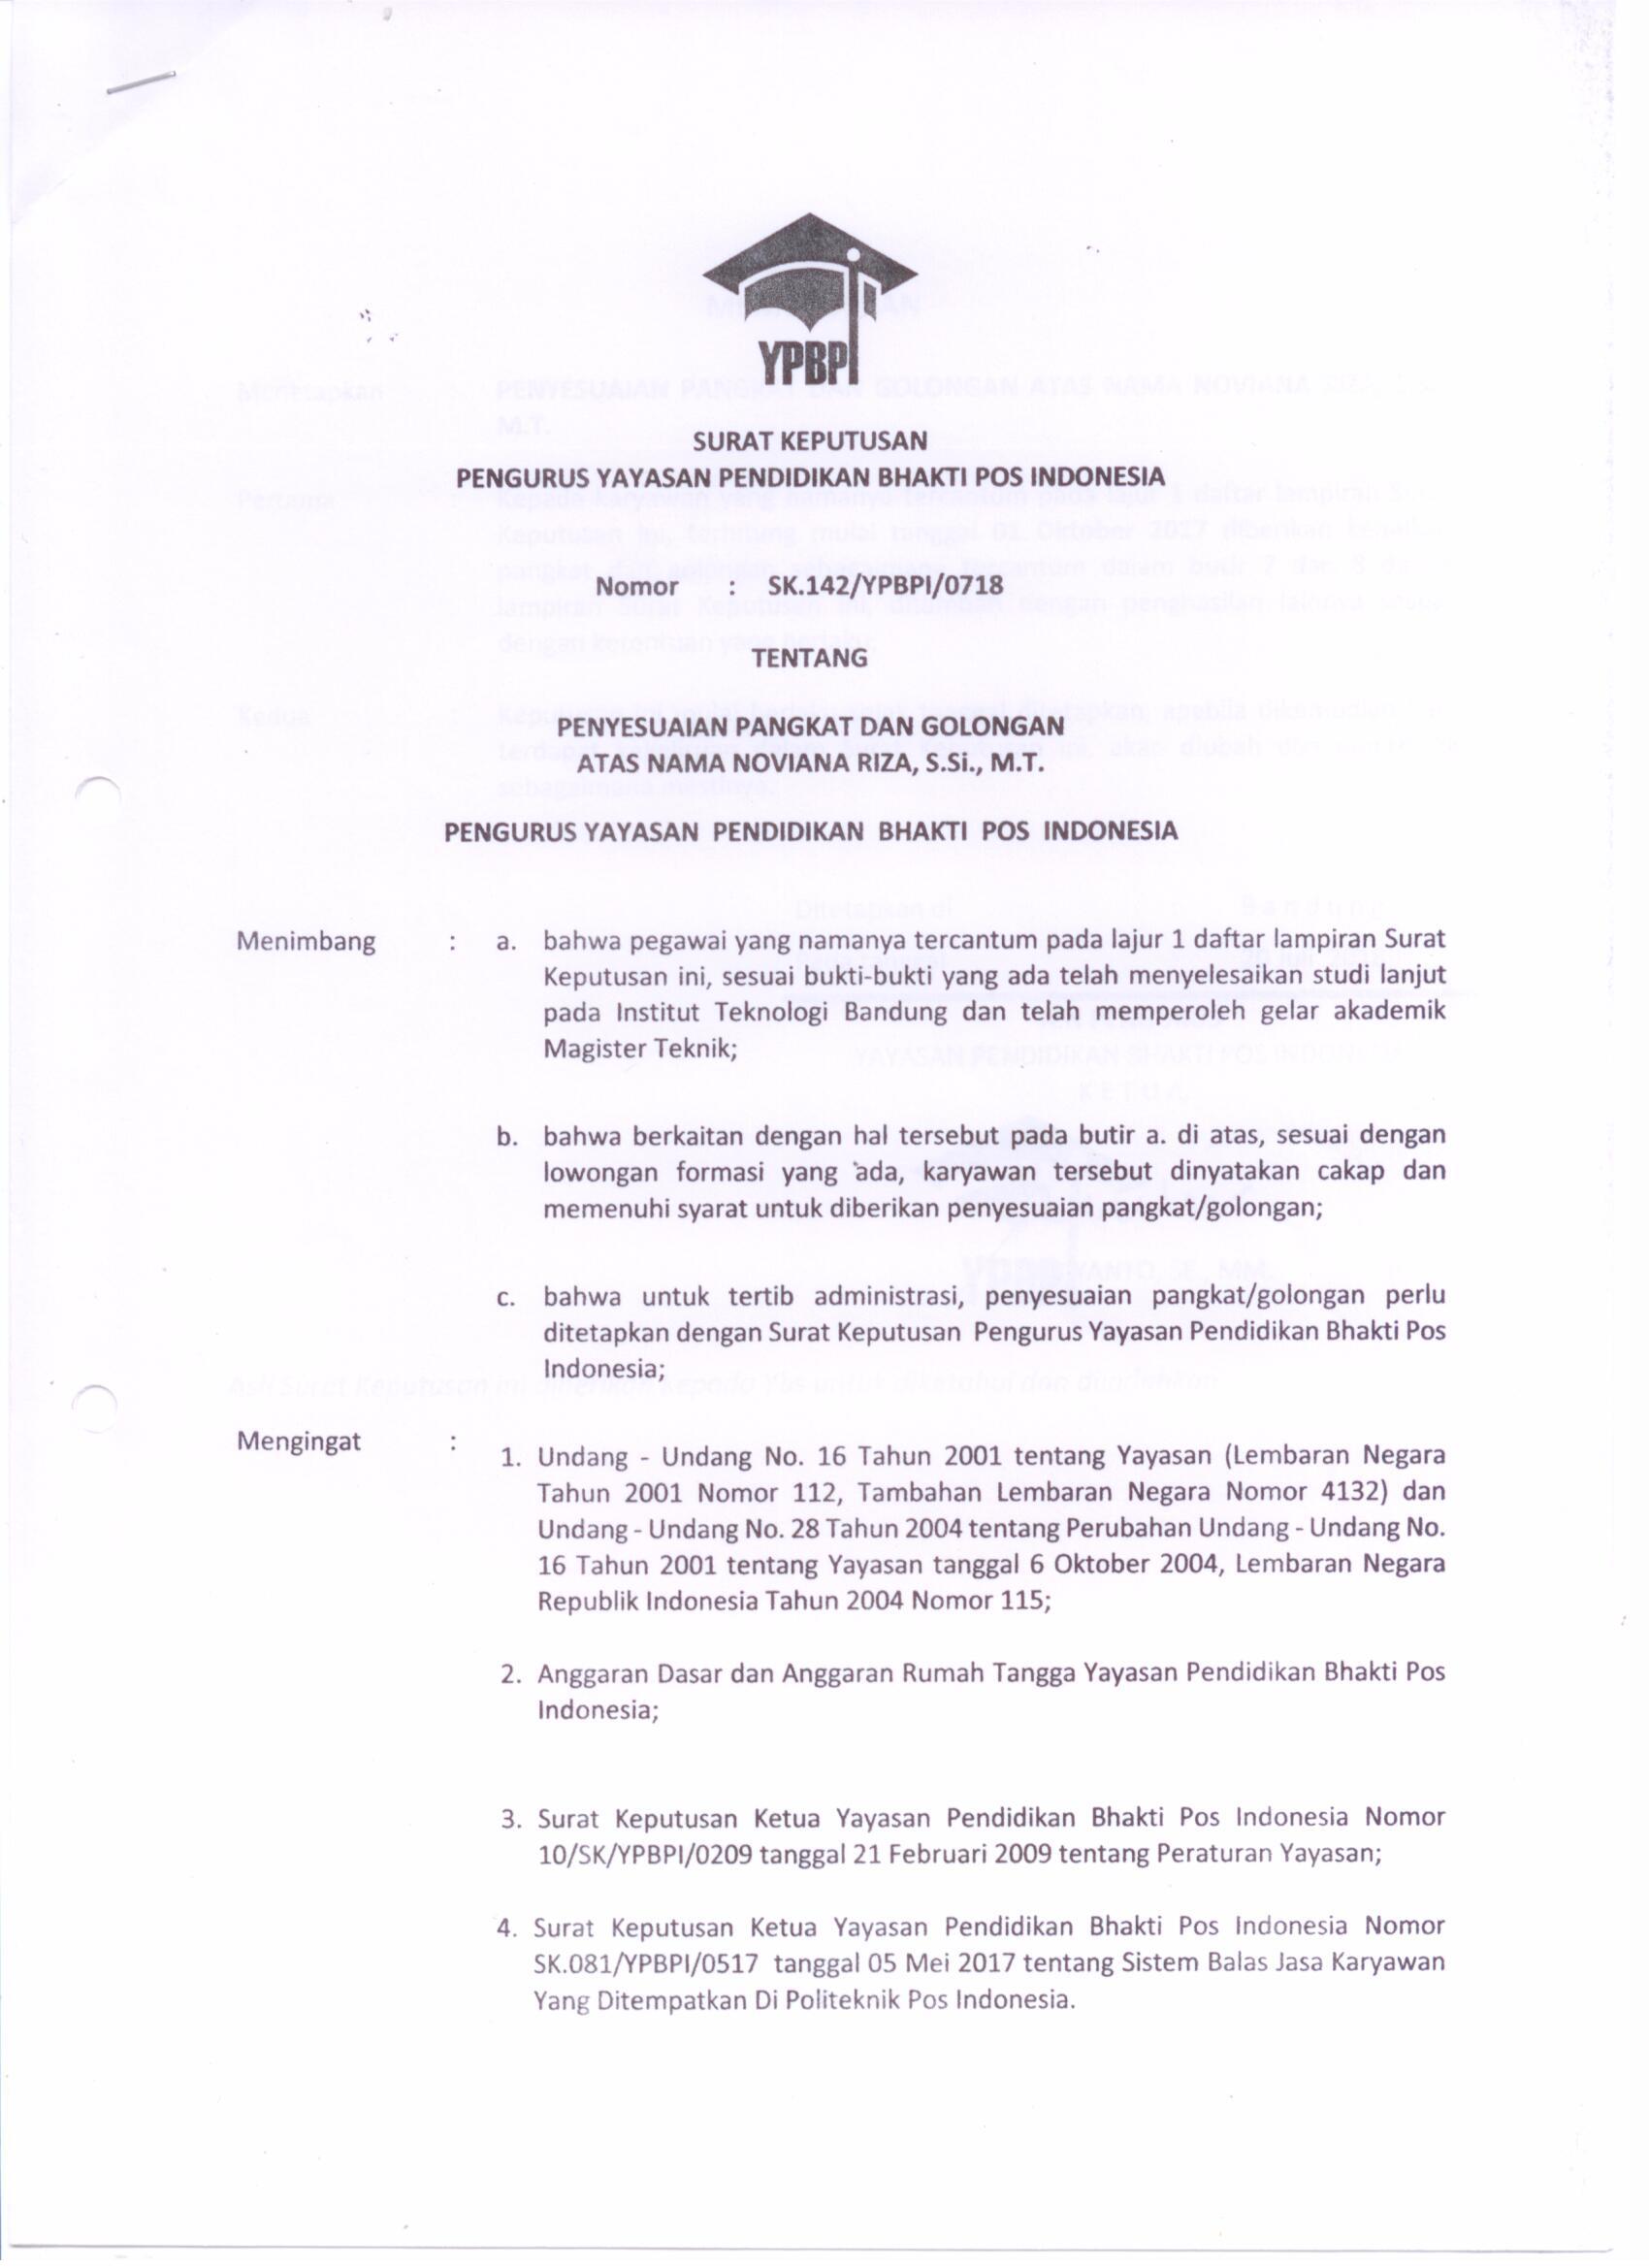 YPBPI
SURAT KEPUTUSAN
PENGURUS YAYASAN PENDIDIKAN BHAKTI POS INDONESIA
Nomor : SK.142/YPBPI/0718
TENTANG
PENYESUAIAN PANGKAT DAN GOLONGAN
ATAS NAMA NOVIANA RIZA, S.Si., M.T.
PENGURUS YAYASAN PENDIDIKAN BHAKTI POS INDONESIA
Menimbang : a. bahwa pegawai yang namanya tercantum pada lajur 1 daftar lampiran Surat
Keputusan ini, sesuai bukti-bukti yang ada telah menyelesaikan studi lanjut
pada Institut Teknologi Bandung dan telah memperoleh gelar akademik
Magister Teknik;
b. bahwa berkaitan dengan hal tersebut pada butir a. di atas, sesuai dengan
lowongan formasi yang ada, karyawan tersebut dinyatakan cakap dan
memenuhi syarat untuk diberikan penyesuaian pangkat/golongan;
c. bahwa untuk tertib administrasi, penyesuaian pangkat/golongan perlu
ditetapkan dengan Surat Keputusan Pengurus Yayasan Pendidikan Bhakti Pos
Indonesia;
Mengingat :
1. Undang - Undang No. 16 Tahun 2001 tentang Yayasan (Lembaran Negara
Tahun 2001 Nomor 112, Tambahan Lembaran Negara Nomor 4132) dan
Undang - Undang No. 28 Tahun 2004 tentang Perubahan Undang - Undang No.
16 Tahun 2001 tentang Yayasan tanggal 6 Oktober 2004, Lembaran Negara
Republik Indonesia Tahun 2004 Nomor 115;
2. Anggaran Dasar dan Anggaran Rumah Tangga Yayasan Pendidikan Bhakti Pos
Indonesia;
3. Surat Keputusan Ketua Yayasan Pendidikan Bhakti Pos Indonesia Nomor
10/SK/YPBPI/0209 tanggal 21 Februari 2009 tentang Peraturan Yayasan;
4. Surat Keputusan Ketua Yayasan Pendidikan Bhakti Pos Indonesia Nomor
SK.081/YPBPI/0517 tanggal 05 Mei 2017 tentang Sistem Balas Jasa Karyawan
Yang Ditempatkan Di Politeknik Pos Indonesia.